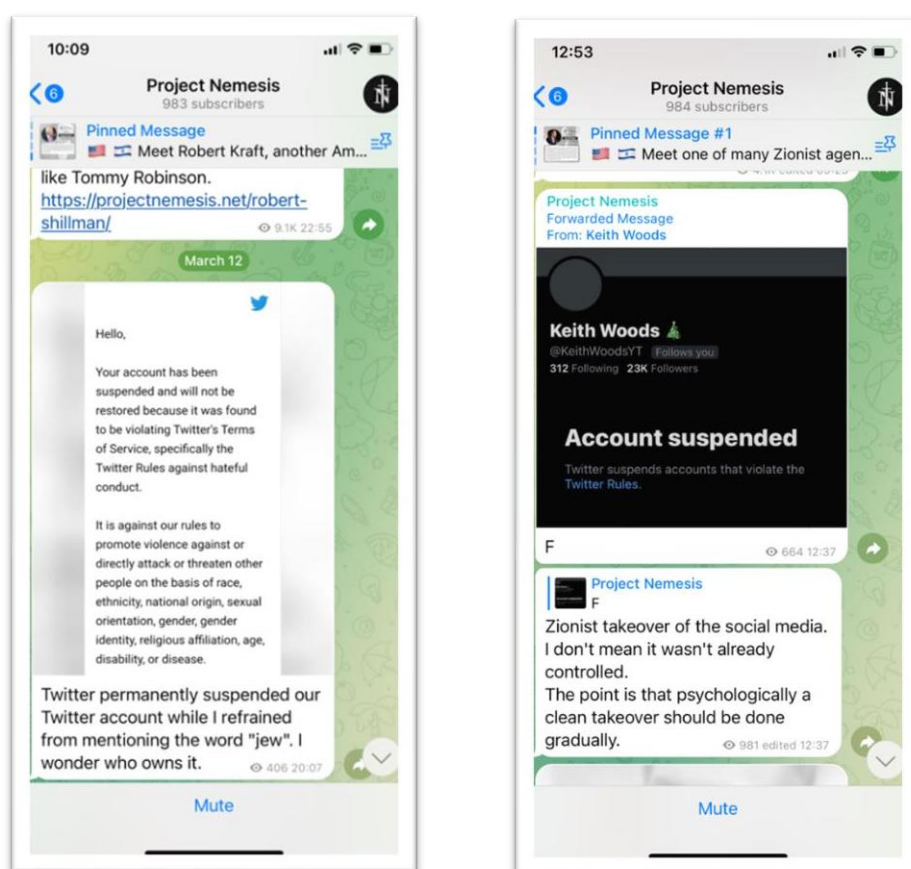 10:09
6
Project Nemesis
983 subscribers
Pinned Message
Meet Robert Kraft, another Am...
like Tommy Robinson.
https://projectnemesis.net/robert-
shillman/
9.1K 22:55
March 12
Hello,
Your account has been
suspended and will not be
restored because it was found
to be violating Twitter's Terms
of Service, specifically the
Twitter Rules against hateful
conduct.
It is against our rules to
promote violence against or
directly attack or threaten other
people on the basis of race,
ethnicity, national origin, sexual
orientation, gender, gender
identity, religious affiliation, age,
disability, or disease.
Twitter permanently suspended our
Twitter account while I refrained
from mentioning the word "jew". I
wonder who owns it.
406 20:07
Mute
12:53
6
Project Nemesis
984 subscribers
Pinned Message #1
Meet one of many Zionist agen...
Project Nemesis
Forwarded Message
From: Keith Woods
Keith Woods
@KeithWoodsYT Follows you
312 Following 23K Followers
Account suspended
Twitter suspends accounts that violate the
Twitter Rules.
F
664 12:37
Project Nemesis
F
Zionist takeover of the social media.
I don't mean it wasn't already
controlled.
The point is that psychologically a
clean takeover should be done
gradually.
981 edited 12:37
Mute